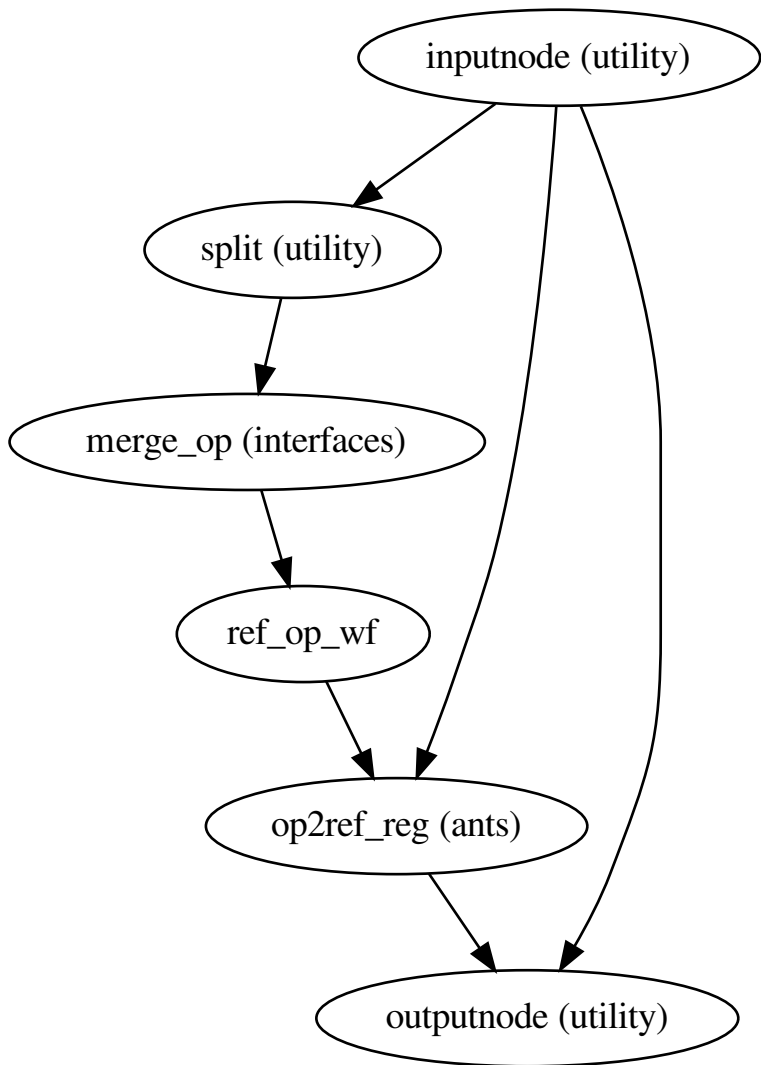 inputnode (utility)
split (utility)
merge_op (interfaces)
ref_op_wf
op2ref_reg (ants)
outputnode (utility)